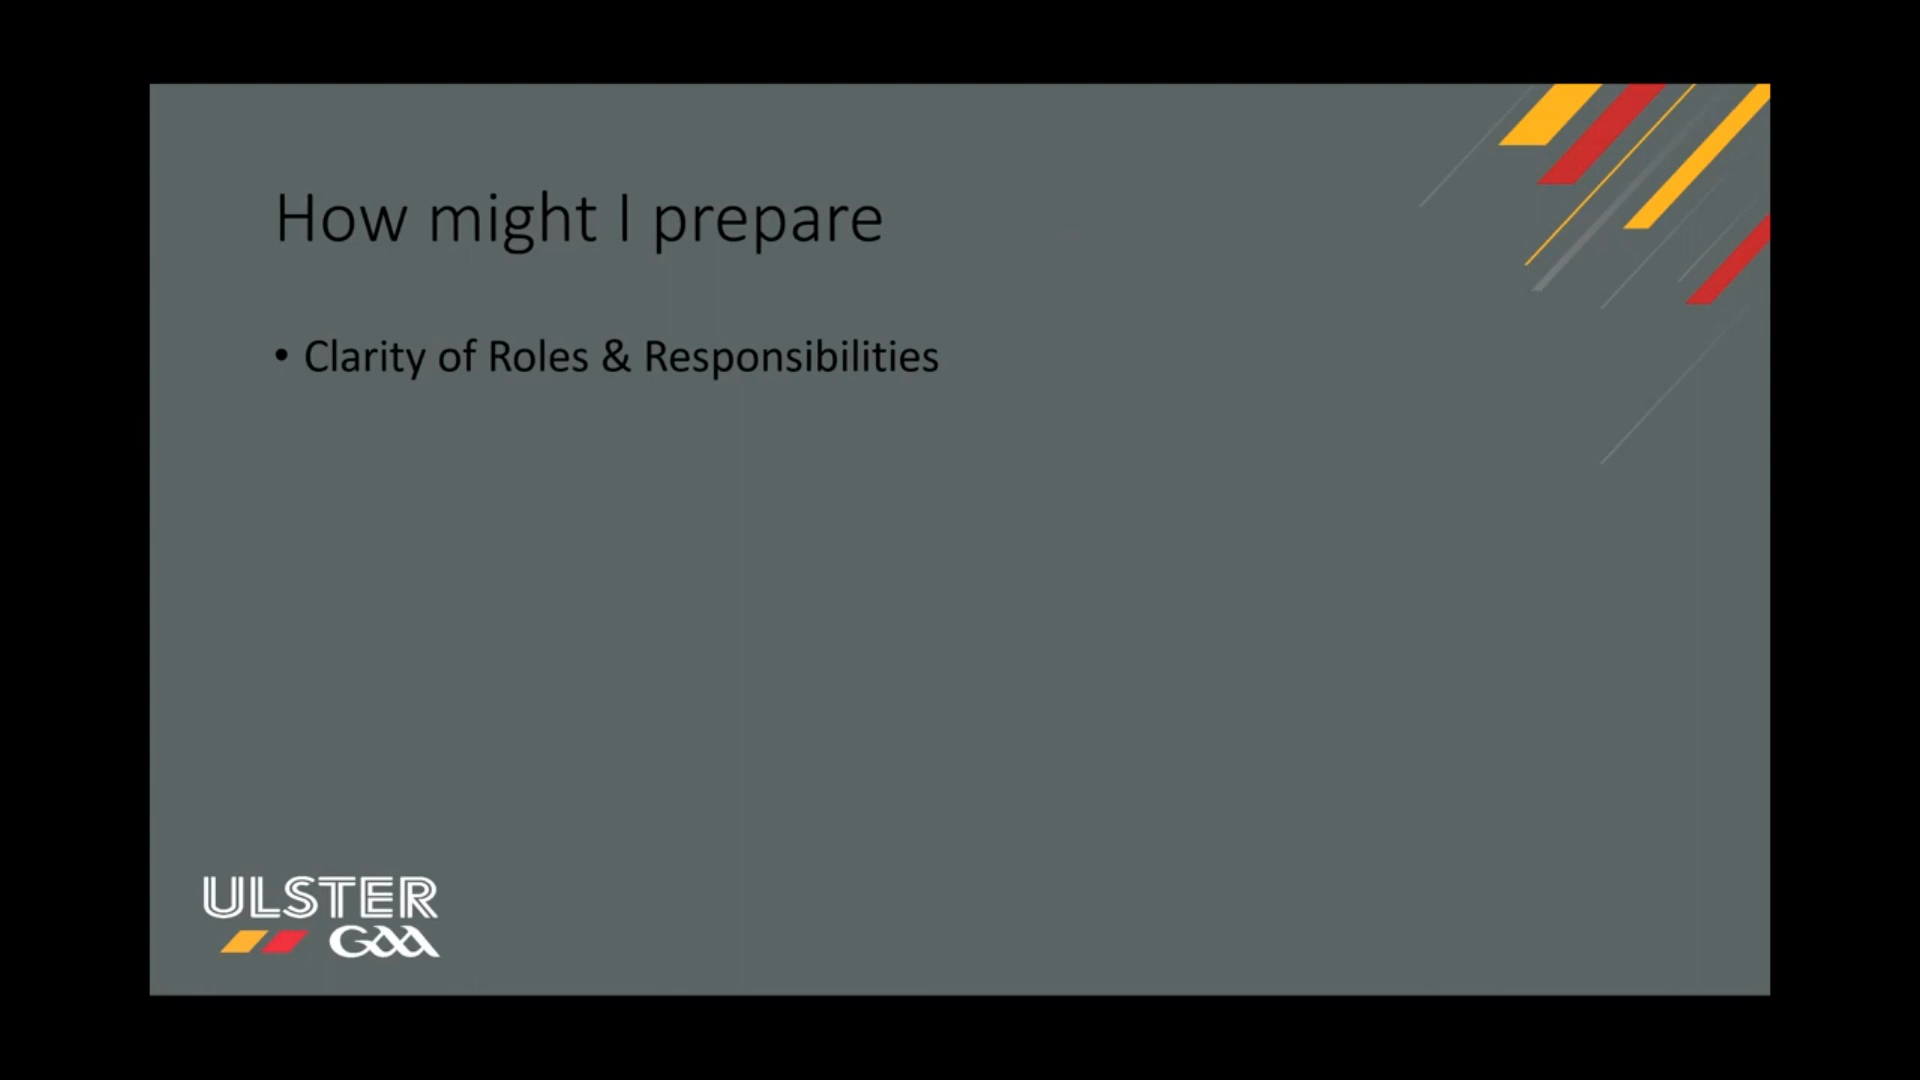 How might I prepare
• Clarity of Roles & Responsibilities
ULSTER
GAA